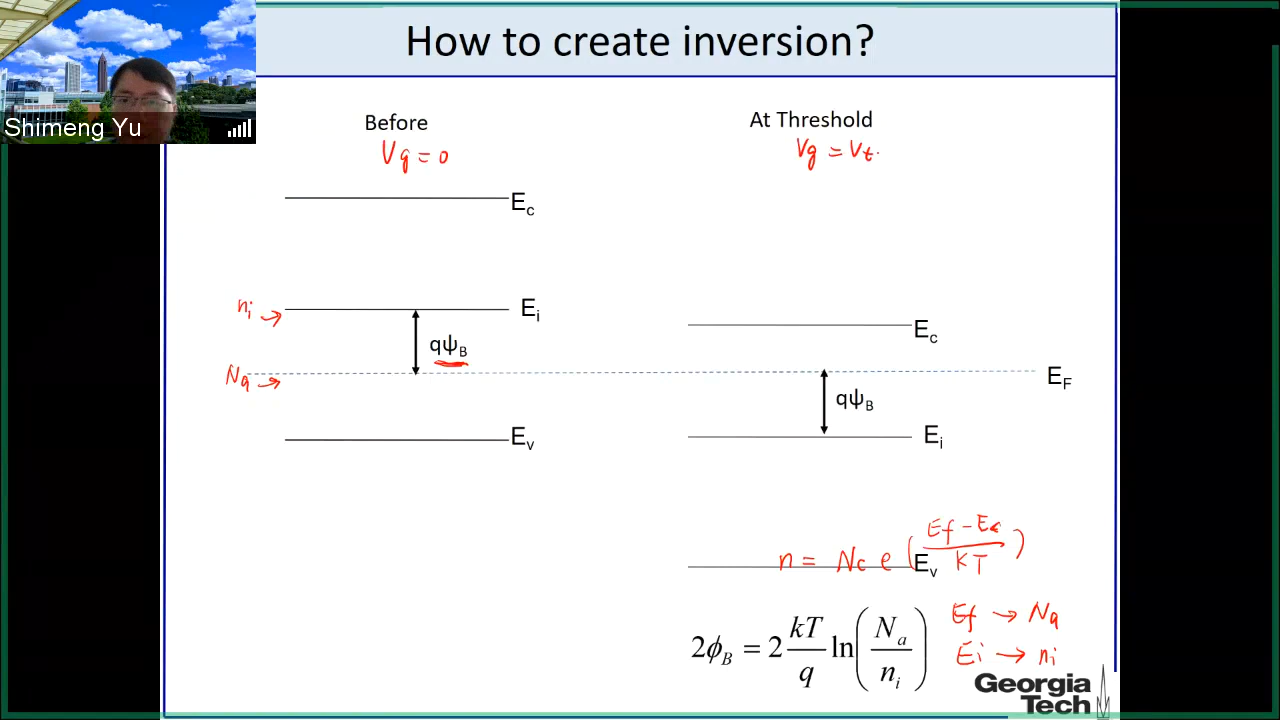 How to create inversion?
Shimeng Yu
Before
Vg = 0
At Threshold
Vg = Vt.
Ec
ni →
Ei
qψB
Na →
Ev
Ec
EF
qψB
Ei
n = Nc e ( Ef - Ec / KT )
Ev
2ϕB = 2 kT/q ln(Na/ni)
Ef → Na
Ei → ni
Georgia
Tech